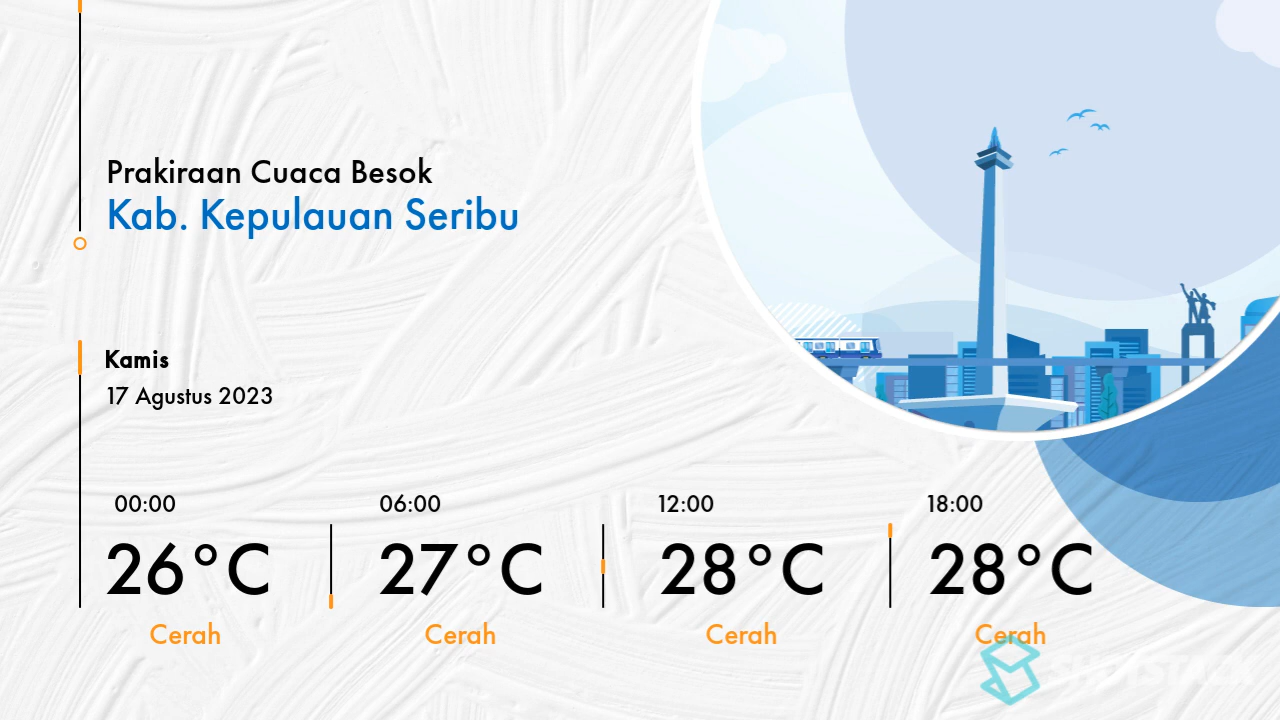 Prakiraan Cuaca Besok
Kab. Kepulauan Seribu
Kamis
17 Agustus 2023
00:00
06:00
12:00
18:00
26°C
27°C
28°C
28°C
Cerah
Cerah
Cerah
Cerah
SHOTSTACK